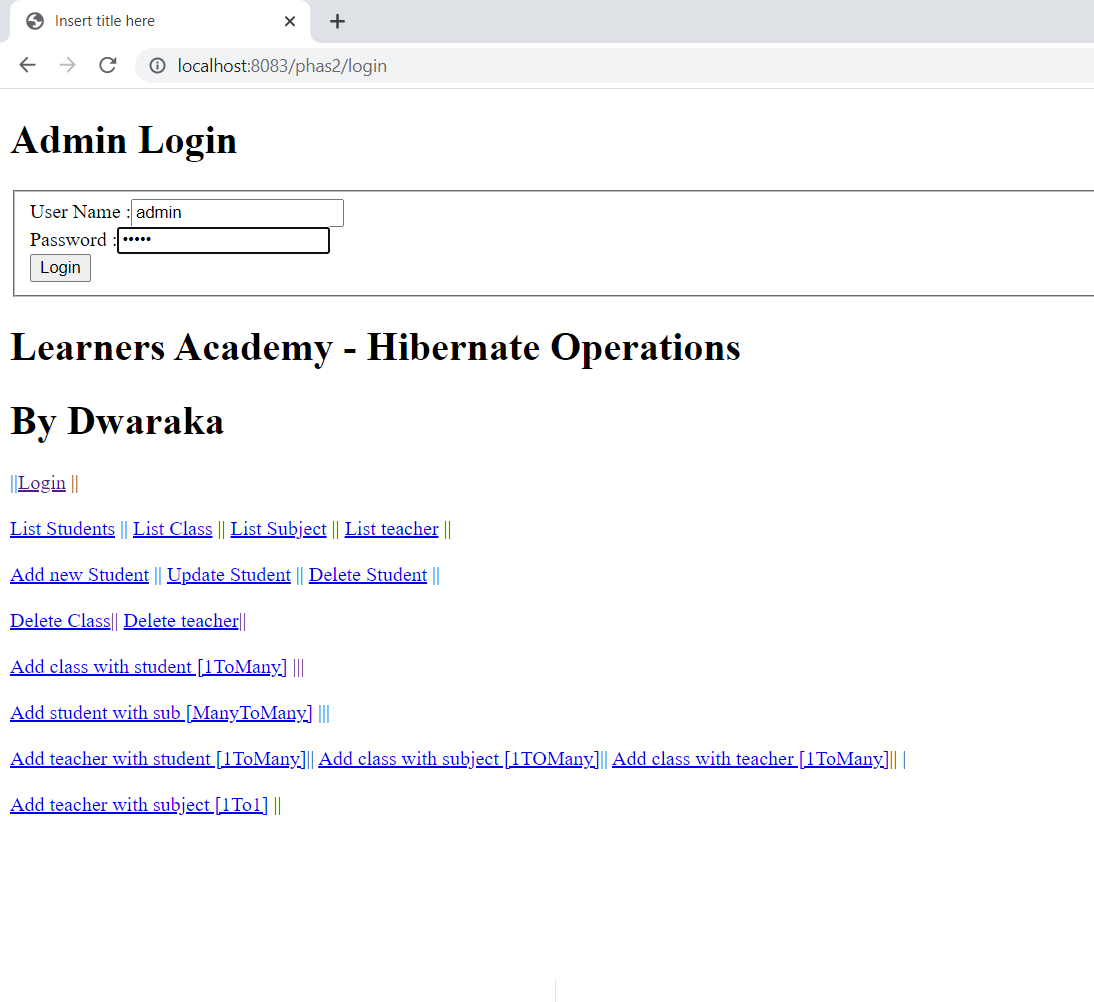 Insert title here
localhost:8083/phas2/login
Admin Login
User Name :admin
Password :•••••
Login
Learners Academy - Hibernate Operations
By Dwaraka
||Login ||
List Students || List Class || List Subject || List teacher ||
Add new Student || Update Student || Delete Student ||
Delete Class|| Delete teacher||
Add class with student [1ToMany] |||
Add student with sub [ManyToMany] |||
Add teacher with student [1ToMany]|| Add class with subject [1TOMany]|| Add class with teacher [1ToMany]|| |
Add teacher with subject [1To1] ||